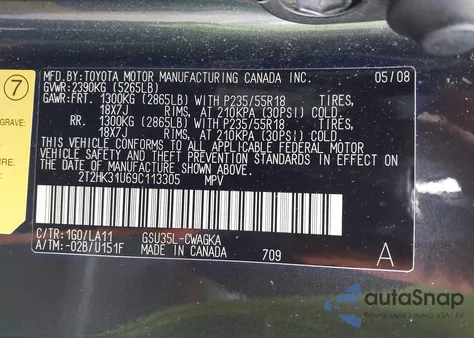 MFD.BY:TOYOTA MOTOR MANUFACTURING CANADA INC. 05/08
GVWR:2390KG (5265LB)
GAWR:FRT. 1300KG (2865LB) WITH P235/55R18 TIRES,
18X7J RIMS, AT 210KPA (30PSI) COLD.
RR. 1300KG (2865LB) WITH P235/55R18 TIRES,
18X7J RIMS, AT 210KPA (30PSI) COLD.
THIS VEHICLE CONFORMS TO ALL APPLICABLE FEDERAL MOTOR
VEHICLE SAFETY, BUMPER, AND THEFT PREVENTION STANDARDS IN EFFECT
ON THE DATE OF MANUFACTURE SHOWN ABOVE.
2T2HK31U69C113305 MPV
C/TR:1G0/LA11 GSU35L-CWAGKA
A/TM:-02B/U151F MADE IN CANADA 709 A
7
GRAVE:
autoSnap